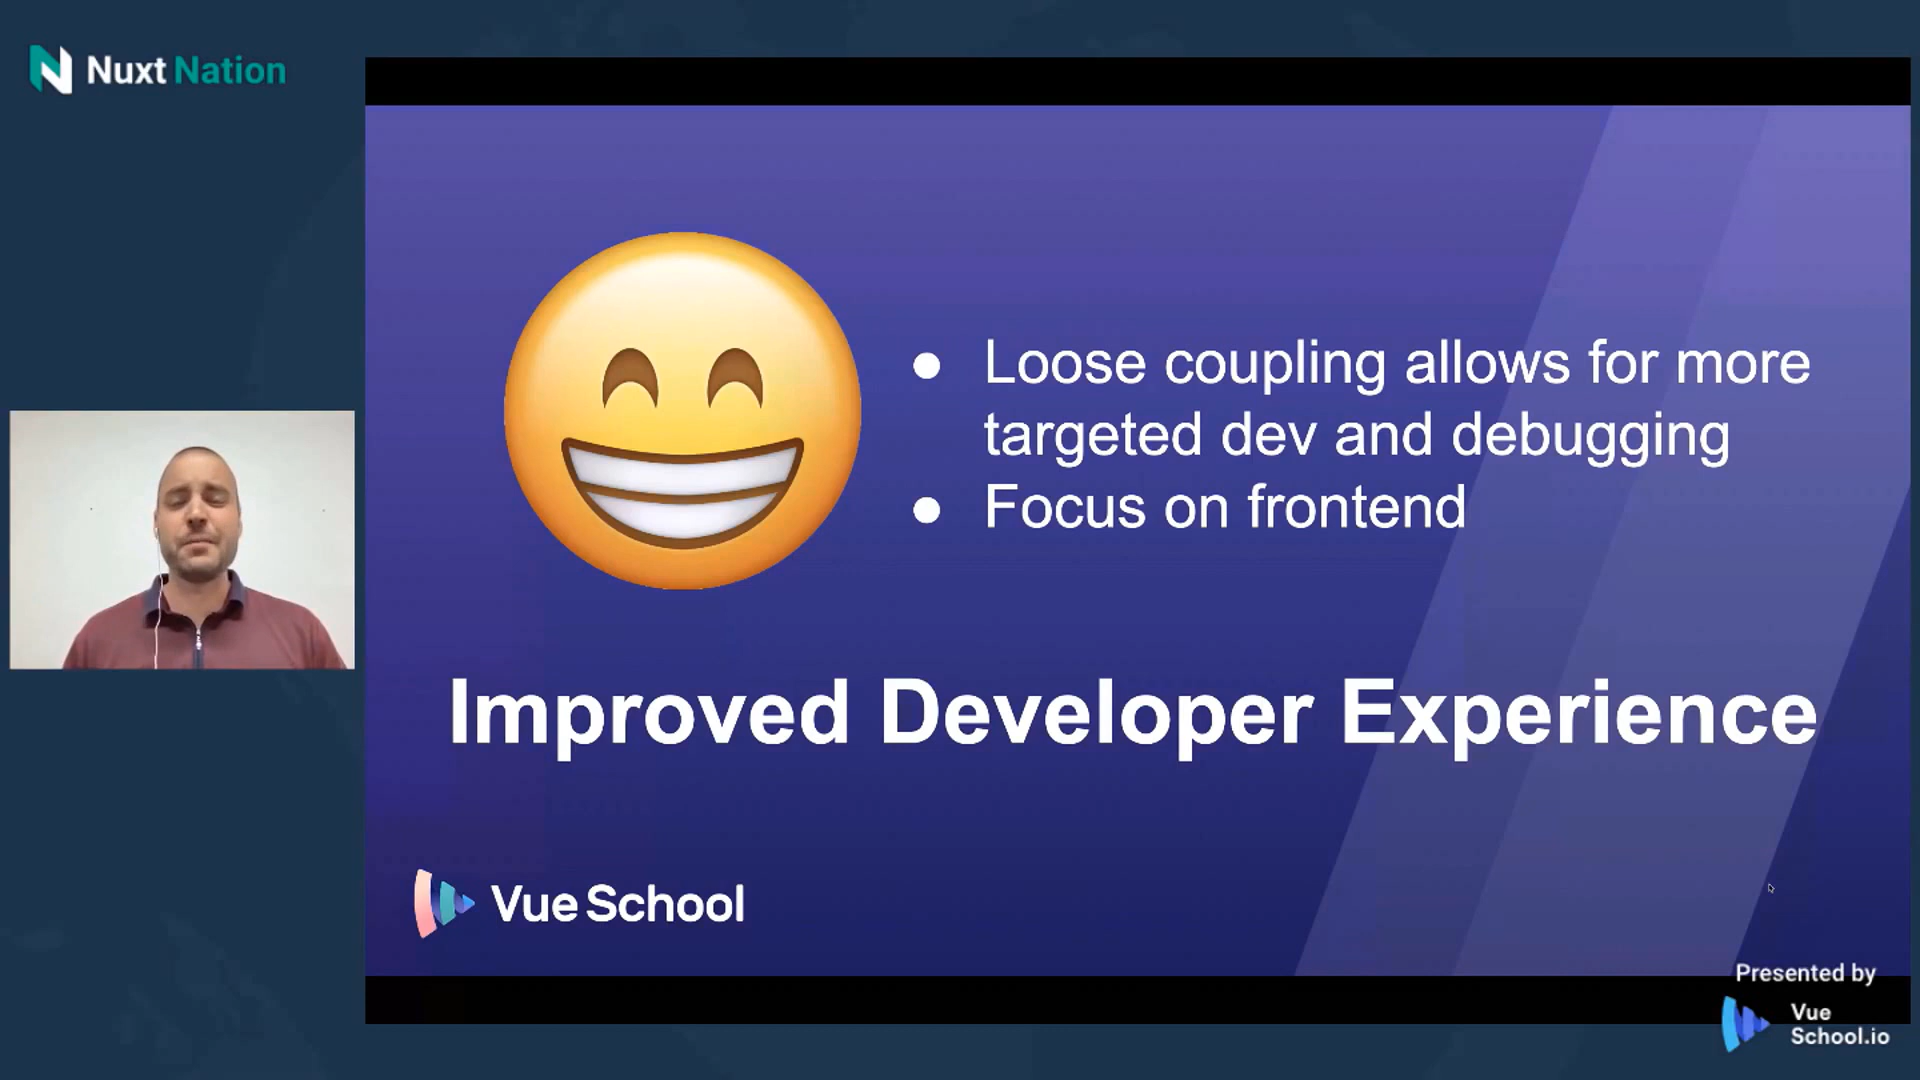 Nuxt Nation
● Loose coupling allows for more
targeted dev and debugging
● Focus on frontend
Improved Developer Experience
Vue School
Presented by
Vue
School.io